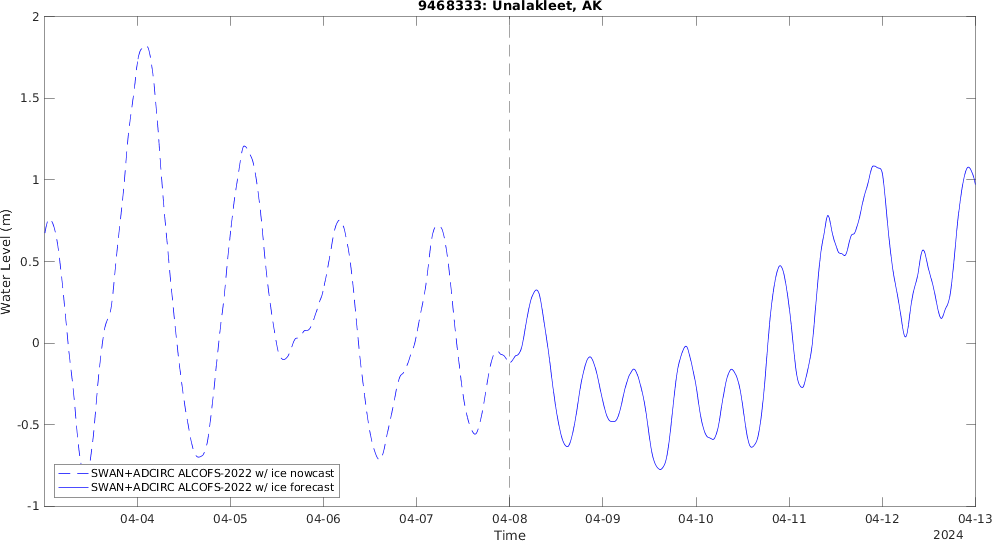 9468333: Unalakleet, AK
2
1.5
1
0.5
0
-0.5
-1
Water Level (m)
SWAN+ADCIRC ALCOFS-2022 w/ ice nowcast
SWAN+ADCIRC ALCOFS-2022 w/ ice forecast
04-04 04-05 04-06 04-07 04-08 04-09 04-10 04-11 04-12 04-13
Time
2024